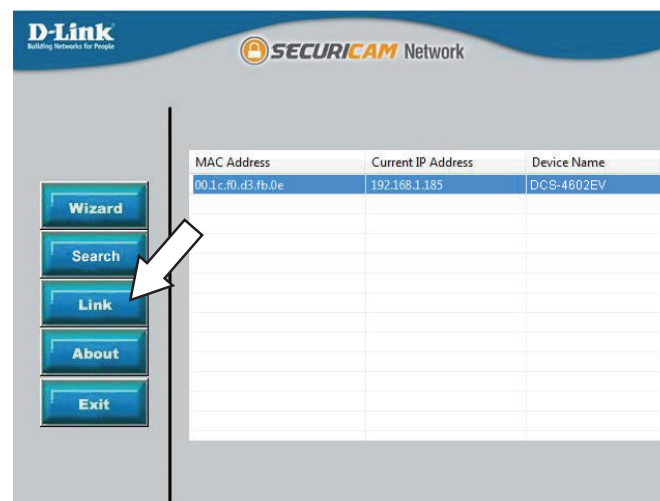 D-Link
Building Networks for People
SECURICAM Network
MAC Address Current IP Address Device Name
00.1c.f0.d3.fb.0e 192.168.1.185 DCS-4602EV
Wizard
Search
Link
About
Exit